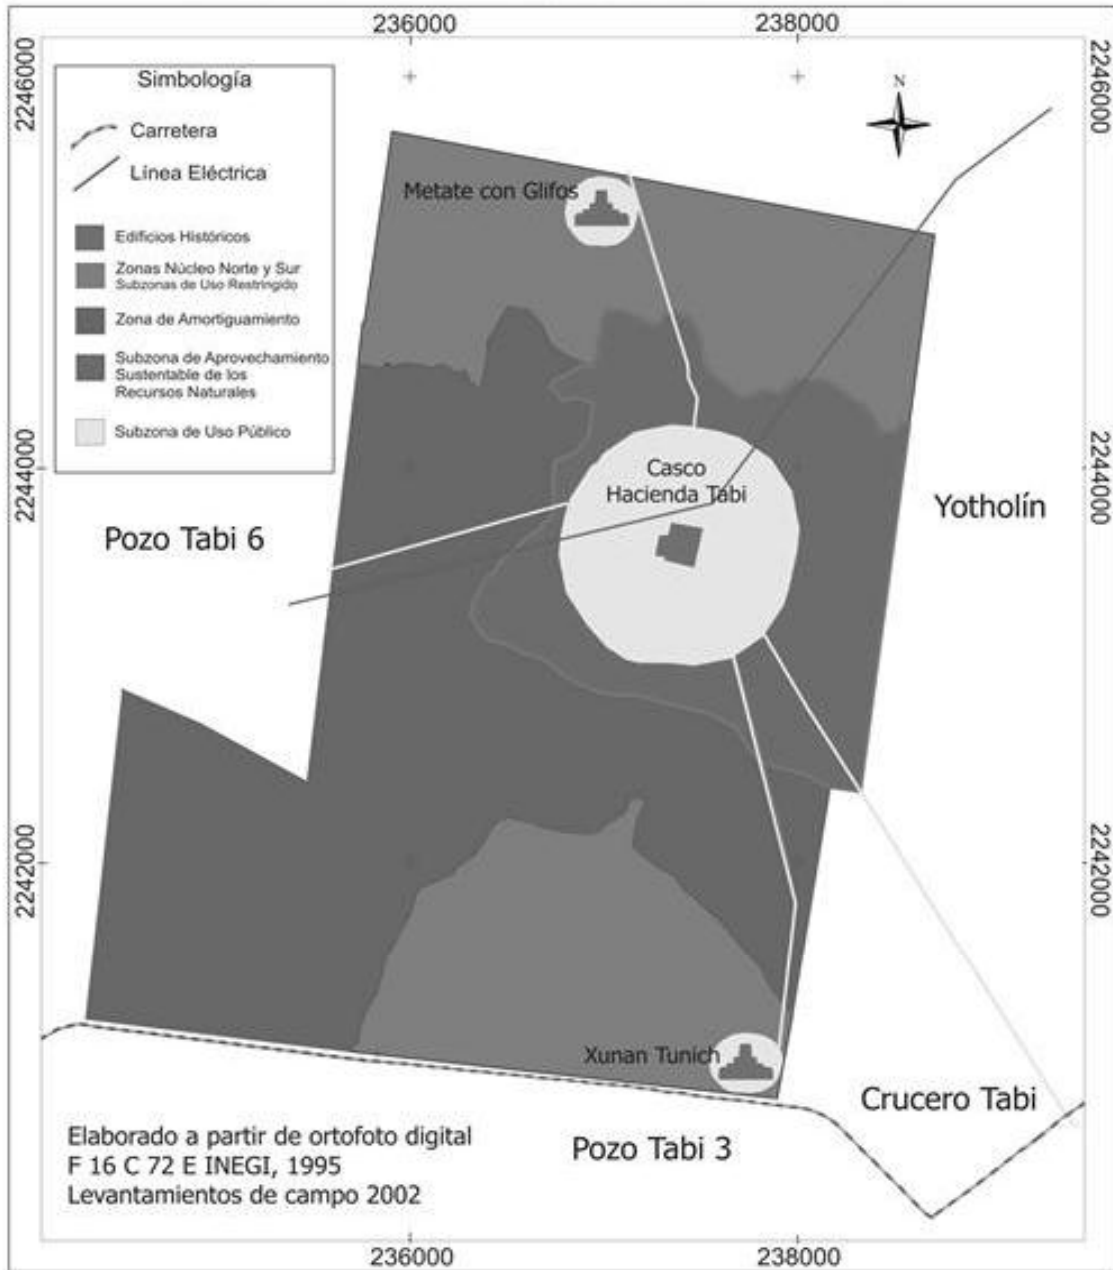 236000
238000
2246000
2246000
Simbología
Carretera
Línea Eléctrica
Edificios Históricos
Zonas Núcleo Norte y Sur
Subzonas de Uso Restringido
Zona de Amortiguamiento
Subzona de Aprovechamiento
Sustentable de los
Recursos Naturales
Subzona de Uso Público
N
Metate con Glifos
2244000
2244000
Casco
Hacienda Tabi
Yotholín
Pozo Tabi 6
2242000
2242000
Xunan Tunich
Crucero Tabi
Pozo Tabi 3
Elaborado a partir de ortofoto digital
F 16 C 72 E INEGI, 1995
Levantamientos de campo 2002
236000
238000